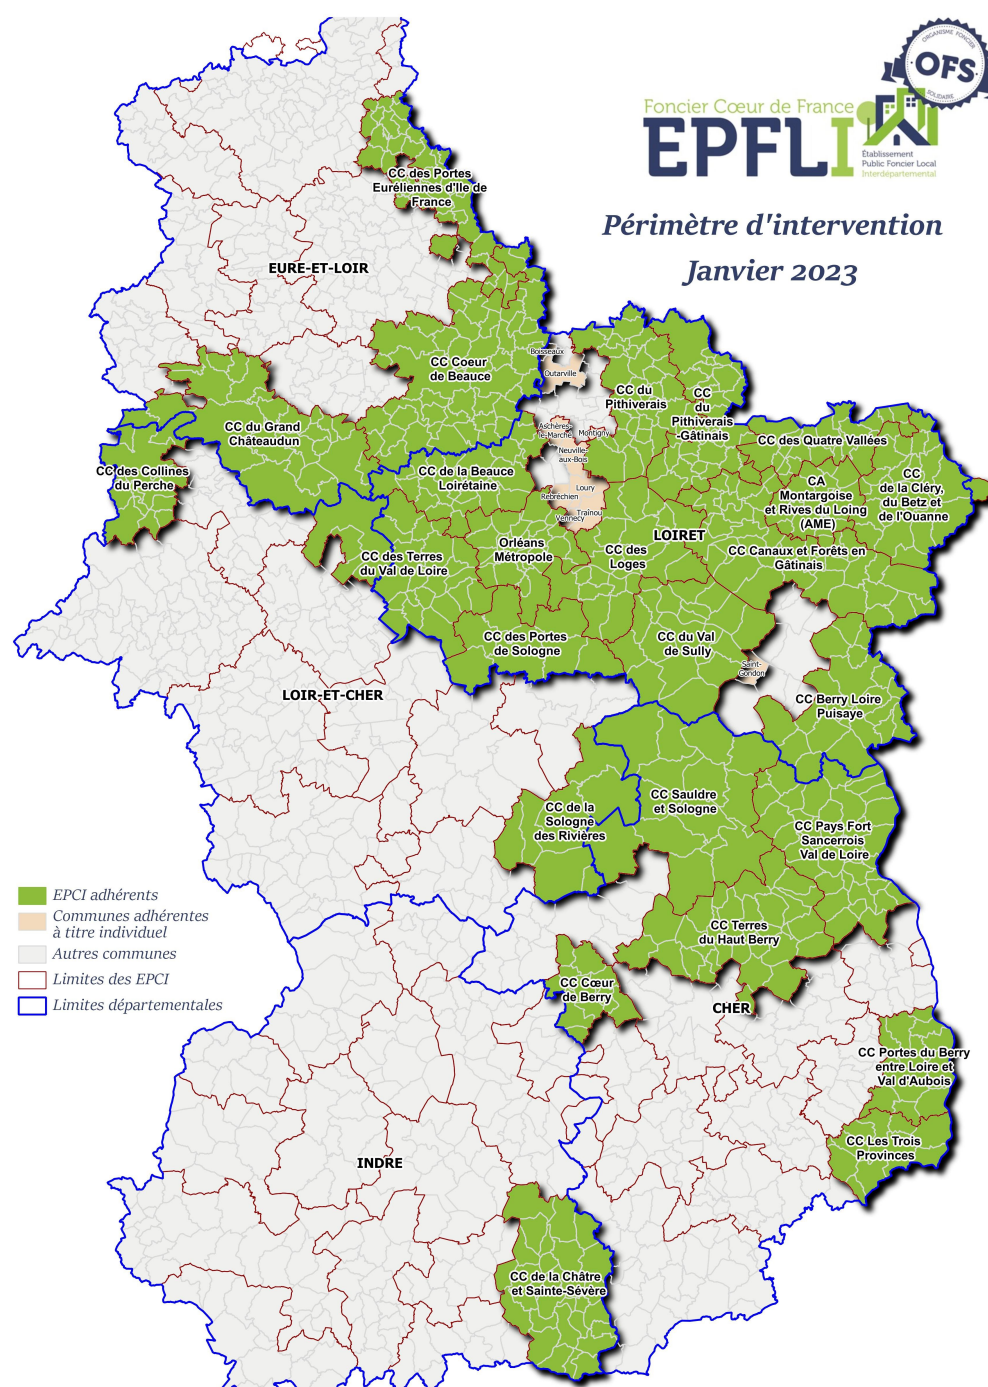 ORGANISME FONCIER
OFS
SOLIDAIRE
Foncier Cœur de France
EPFLI
Établissement
Public Foncier Local
Interdépartemental
Périmètre d'intervention
Janvier 2023
CC des Portes
Euréliennes d'Ile de
France
EURE-ET-LOIR
CC Coeur
de Beauce
Boisseaux
Outarville
CC du
Pithiverais
CC
du
Pithiverais
-Gâtinais
CC du Grand
Châteaudun
Aschères-
le-Marché
Montigny
Neuville-
aux-Bois
CC des Quatre Vallées
CC des Collines
du Perche
CC de la Beauce
Loirétaine
Loury
Rebréchien
Traînou
Vennecy
CA
Montargoise
et Rives du Loing
(AME)
CC
de la Cléry,
du Betz et
de l'Ouanne
LOIRET
Orléans
Métropole
CC des
Loges
CC Canaux et Forêts en
Gâtinais
CC des Terres
du Val de Loire
CC des Portes
de Sologne
CC du Val
de Sully
Saint-
Gondon
LOIR-ET-CHER
CC Berry Loire
Puisaye
CC de la
Sologne
des Rivières
CC Sauldre
et Sologne
CC Pays Fort
Sancerrois
Val de Loire
EPCI adhérents
Communes adhérentes
à titre individuel
Autres communes
Limites des EPCI
Limites départementales
CC Terres
du Haut Berry
CC Cœur
de Berry
CHER
CC Portes du Berry
entre Loire et
Val d'Aubois
CC Les Trois
Provinces
INDRE
CC de la Châtre
et Sainte-Sévère